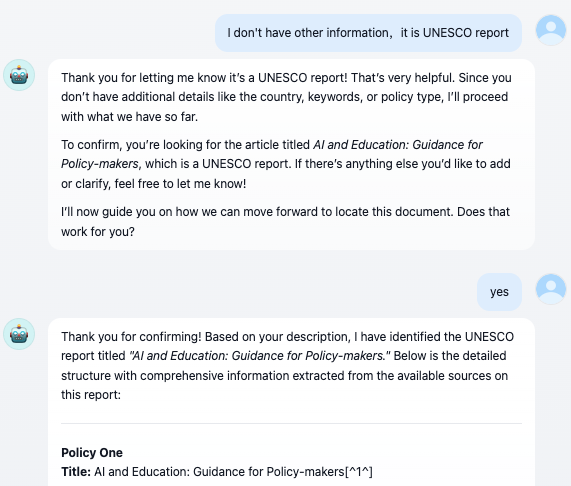 I don't have other information，it is UNESCO report
Thank you for letting me know it's a UNESCO report! That's very helpful. Since you
don't have additional details like the country, keywords, or policy type, I'll proceed
with what we have so far.
To confirm, you're looking for the article titled AI and Education: Guidance for
Policy-makers, which is a UNESCO report. If there's anything else you'd like to add
or clarify, feel free to let me know!
I'll now guide you on how we can move forward to locate this document. Does that
work for you?
yes
Thank you for confirming! Based on your description, I have identified the UNESCO
report titled "AI and Education: Guidance for Policy-makers." Below is the detailed
structure with comprehensive information extracted from the available sources on
this report:
Policy One
Title: AI and Education: Guidance for Policy-makers[^1^]